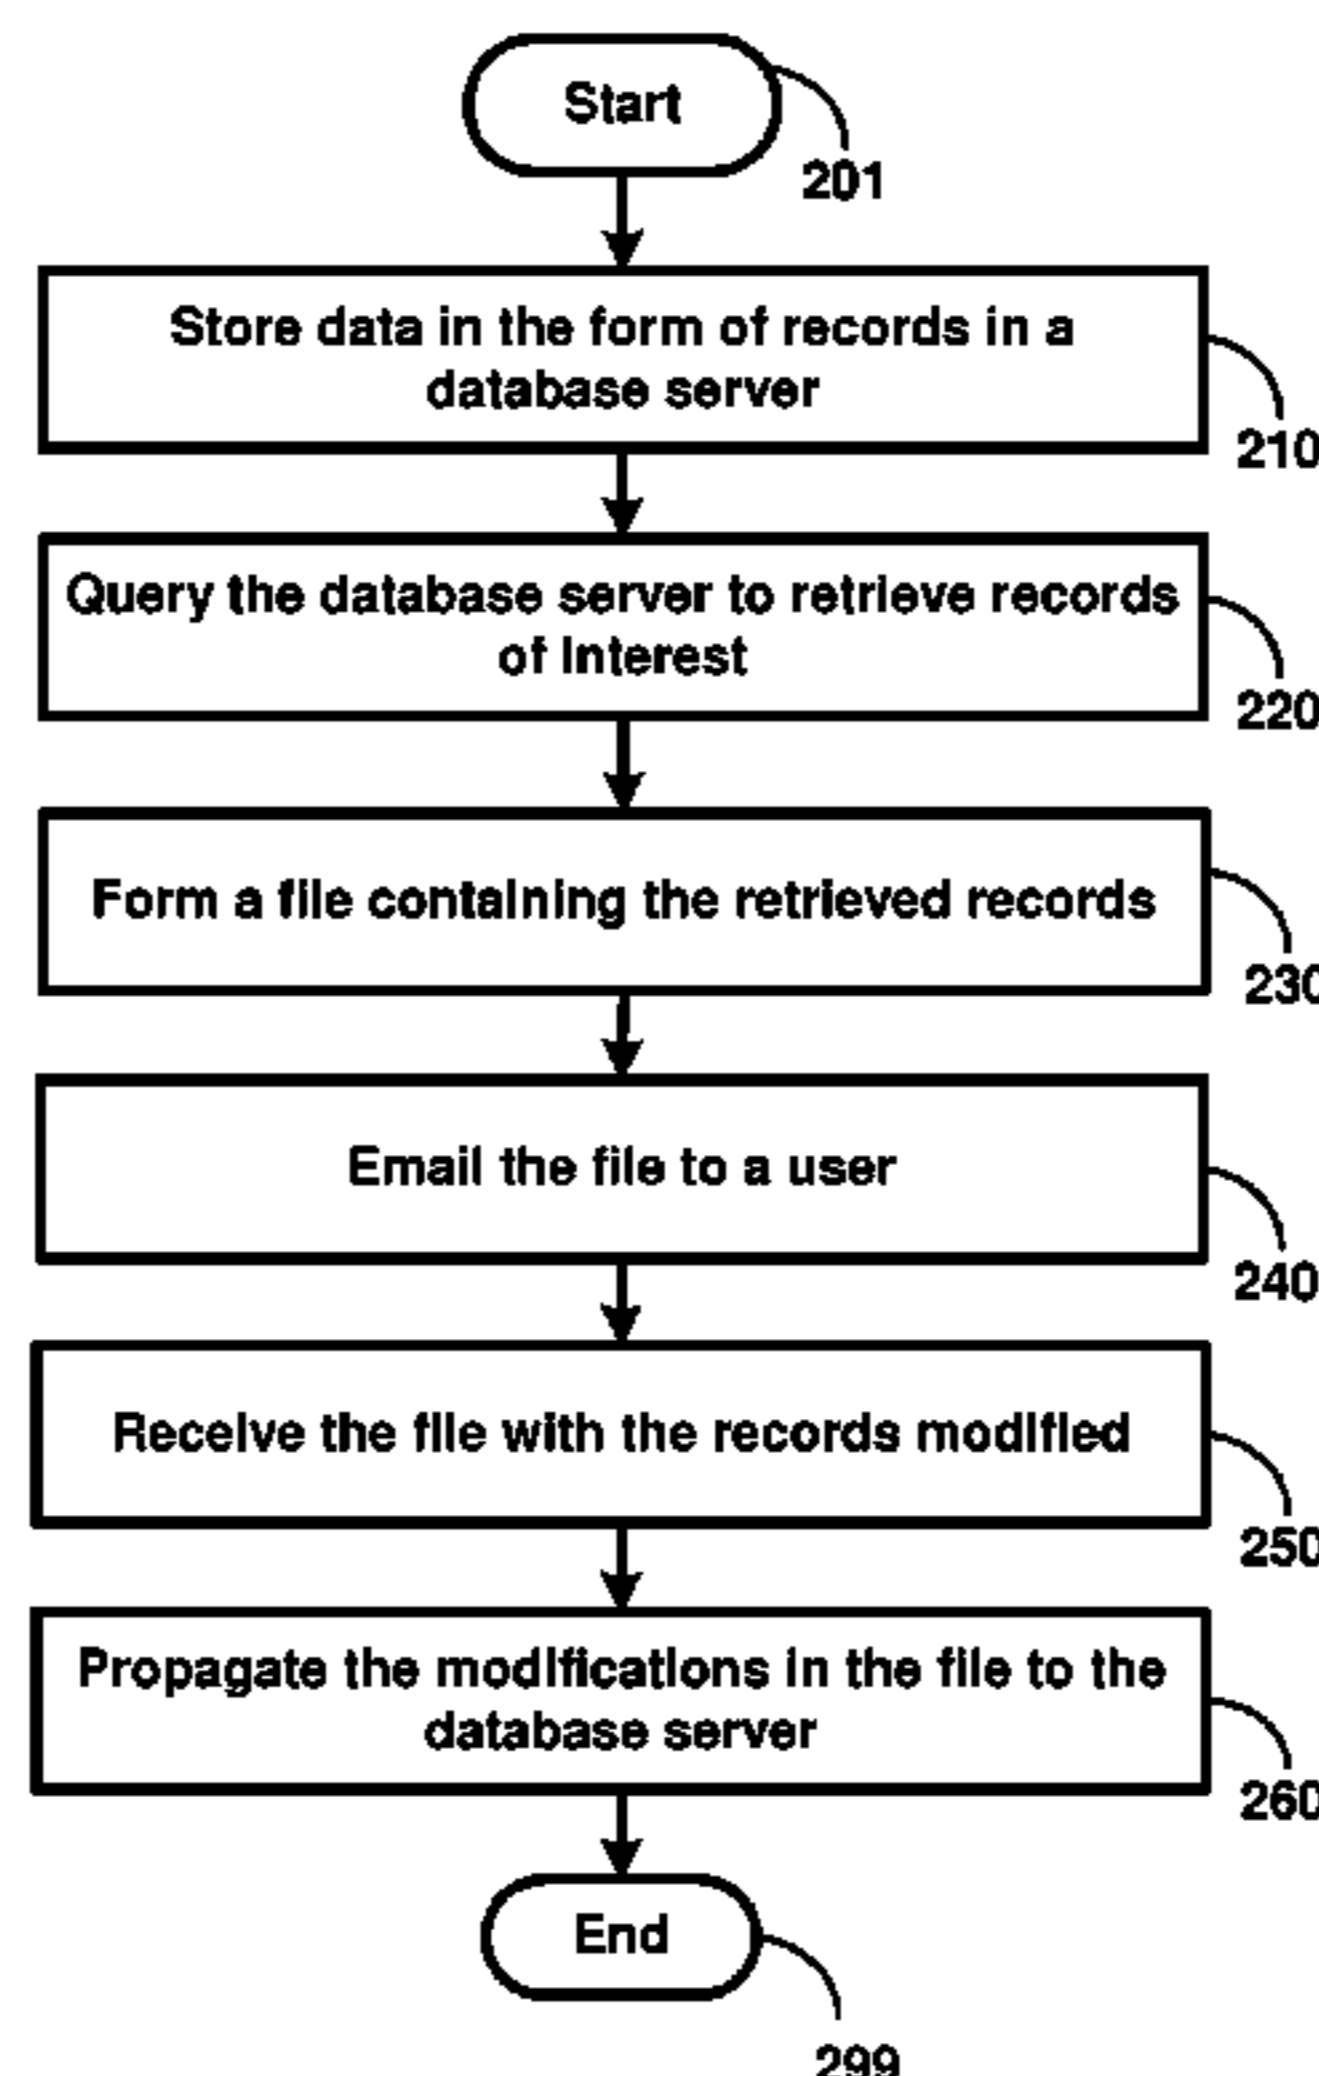 Start
201
Store data in the form of records in a
database server
210
Query the database server to retrieve records
of interest
220
Form a file containing the retrieved records
230
Email the file to a user
240
Receive the file with the records modified
250
Propagate the modifications in the file to the
database server
260
End
299